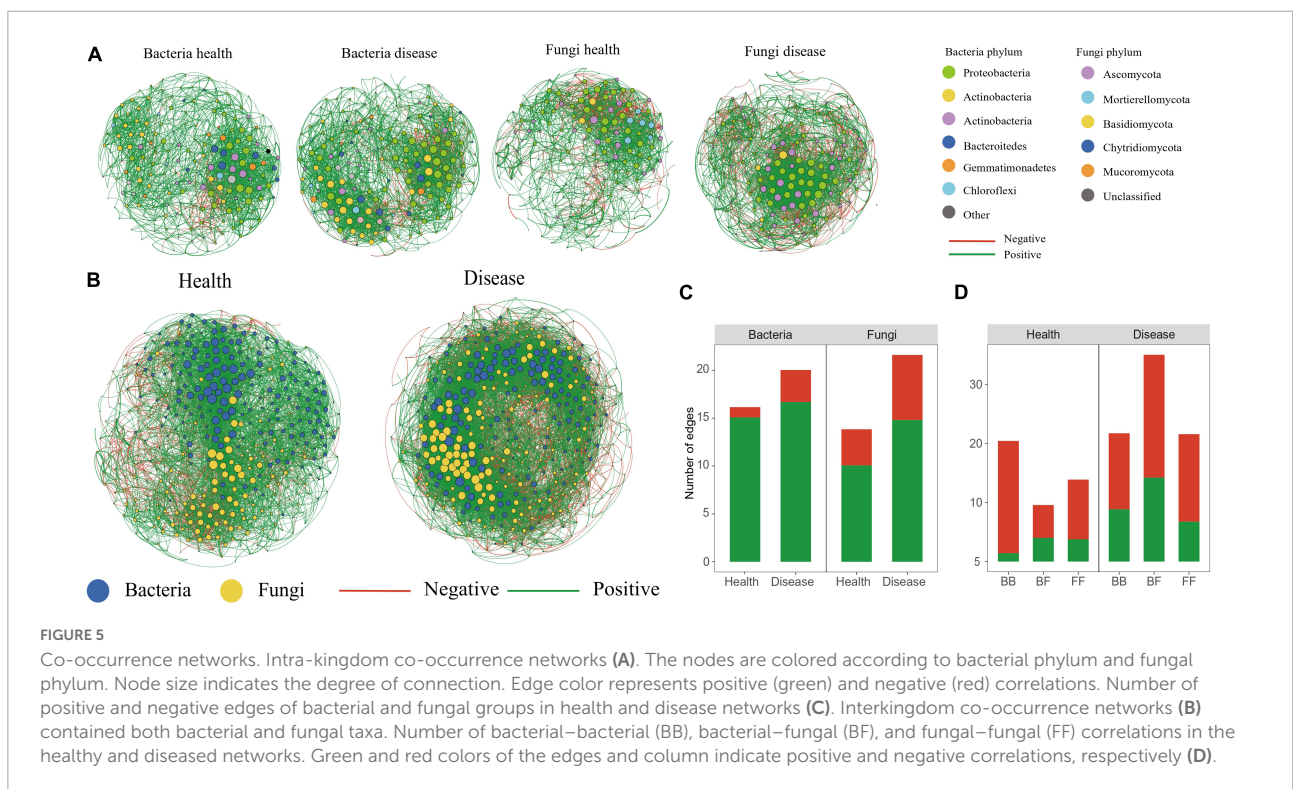 A
Bacteria health
Bacteria disease
Fungi health
Fungi disease
Bacteria phylum
Proteobacteria
Actinobacteria
Actinobacteria
Bacteroitedes
Gemmatimonadetes
Chloroflexi
Other
Fungi phylum
Ascomycota
Mortierellomycota
Basidiomycota
Chytridiomycota
Mucoromycota
Unclassified
Negative
Positive
B
Health
Disease
Bacteria
Fungi
Negative
Positive
C
Bacteria
Fungi
Number of edges
20
15
10
5
0
Health
Disease
Health
Disease
D
Health
Disease
30
20
10
5
BB
BF
FF
BB
BF
FF
FIGURE 5
Co-occurrence networks. Intra-kingdom co-occurrence networks (A). The nodes are colored according to bacterial phylum and fungal
phylum. Node size indicates the degree of connection. Edge color represents positive (green) and negative (red) correlations. Number of
positive and negative edges of bacterial and fungal groups in health and disease networks (C). Interkingdom co-occurrence networks (B)
contained both bacterial and fungal taxa. Number of bacterial–bacterial (BB), bacterial–fungal (BF), and fungal–fungal (FF) correlations in the
healthy and diseased networks. Green and red colors of the edges and column indicate positive and negative correlations, respectively (D).